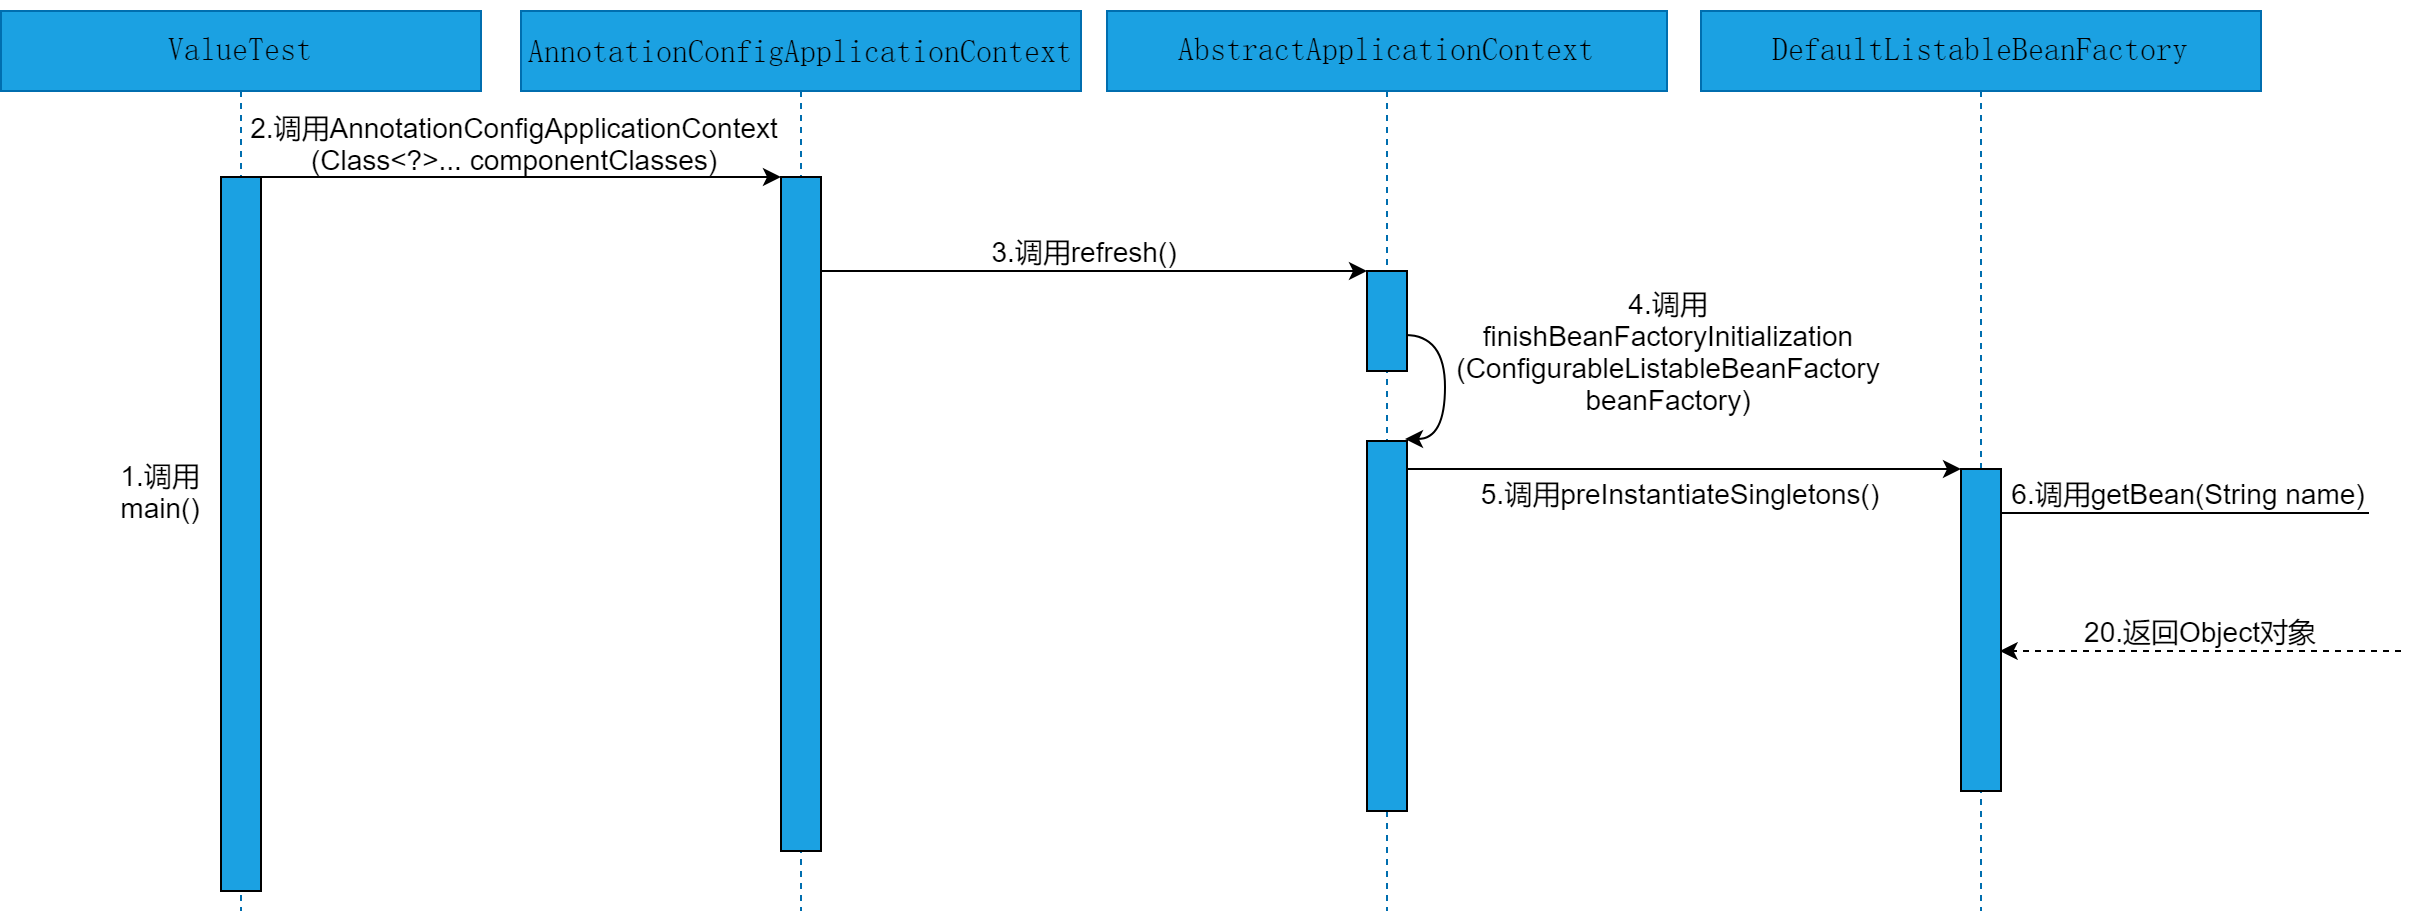 ValueTest
AnnotationConfigApplicationContext
AbstractApplicationContext
DefaultListableBeanFactory
2.调用AnnotationConfigApplicationContext
(Class<?>... componentClasses)
3.调用refresh()
4.调用
finishBeanFactoryInitialization
(ConfigurableListableBeanFactory
beanFactory)
1.调用
main()
5.调用preInstantiateSingletons()
6.调用getBean(String name)
20.返回Object对象